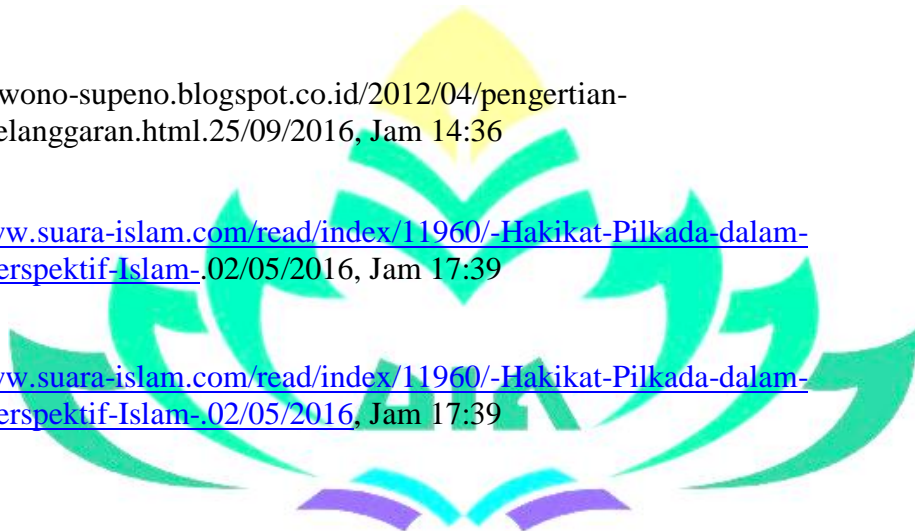 wono-supeno.blogspot.co.id/2012/04/pengertian-
elanggaran.html.25/09/2016, Jam 14:36
ww.suara-islam.com/read/index/11960/-Hakikat-Pilkada-dalam-
erspektif-Islam-.02/05/2016, Jam 17:39
ww.suara-islam.com/read/index/11960/-Hakikat-Pilkada-dalam-
erspektif-Islam-.02/05/2016, Jam 17:39